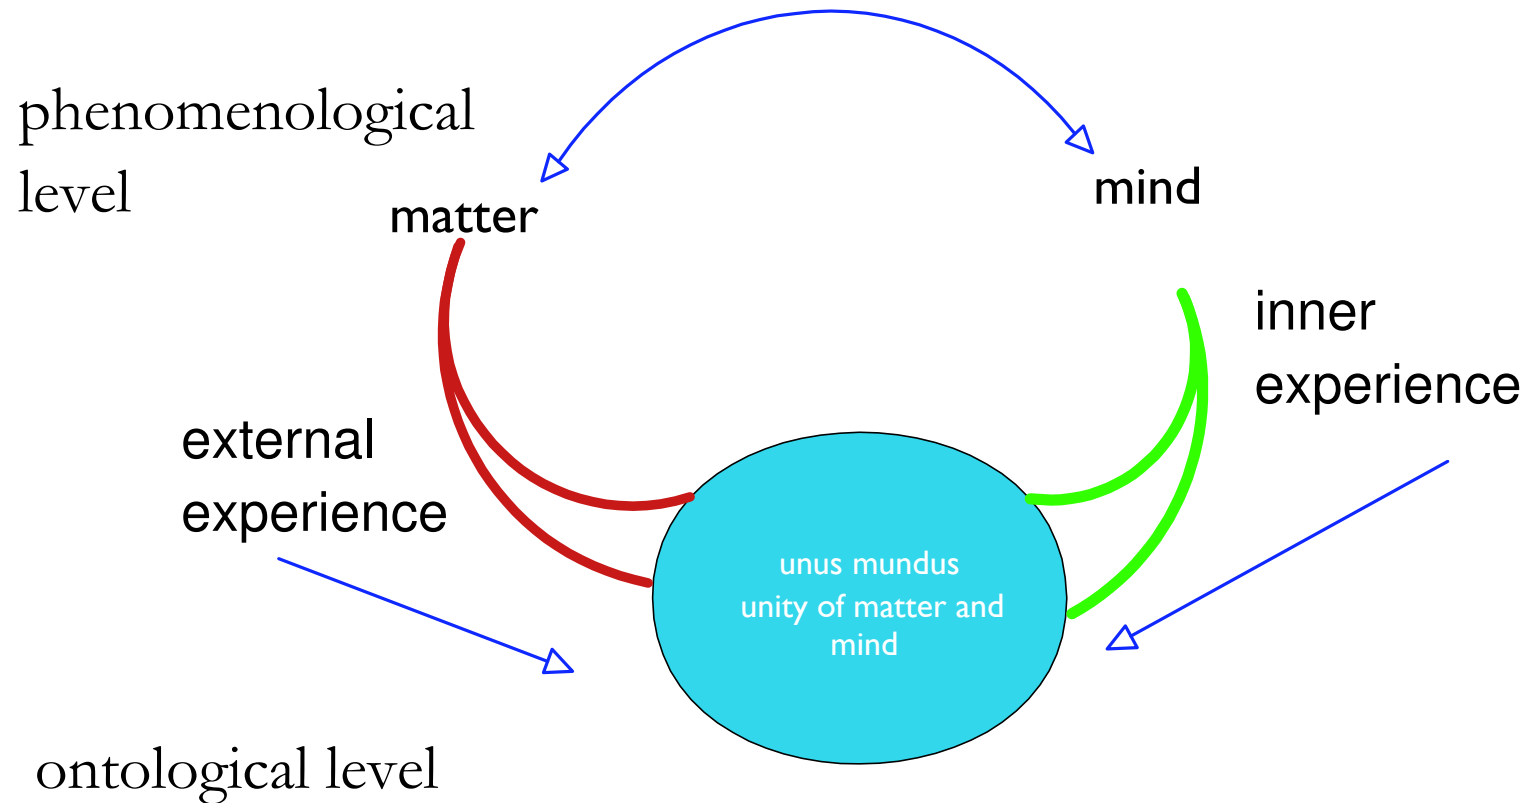 phenomenological
level
matter
mind
inner
experience
external
experience
unus mundus
unity of matter and
mind
ontological level